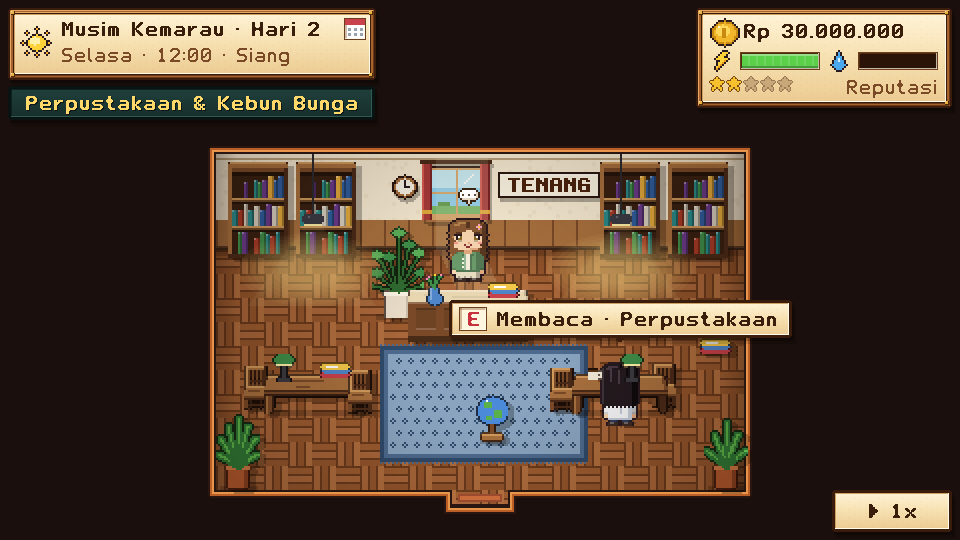 Musim Kemarau · Hari 2
Selasa · 12:00 · Siang
Perpustakaan & Kebun Bunga
Rp 30.000.000
Reputasi
TENANG
E Membaca · Perpustakaan
1x